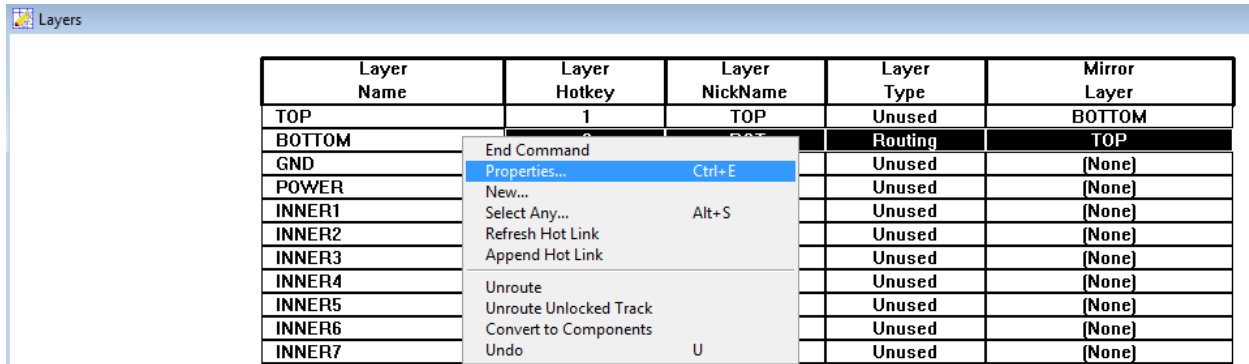 Layers
Layer Name Layer Hotkey Layer NickName Layer Type Mirror Layer
TOP 1 TOP Unused BOTTOM
BOTTOM Routing TOP
GND Unused (None)
POWER Unused (None)
INNER1 Unused (None)
INNER2 Unused (None)
INNER3 Unused (None)
INNER4 Unused (None)
INNER5 Unused (None)
INNER6 Unused (None)
INNER7 Unused (None)
End Command
Properties... Ctrl+E
New...
Select Any... Alt+S
Refresh Hot Link
Append Hot Link
Unroute
Unroute Unlocked Track
Convert to Components
Undo U